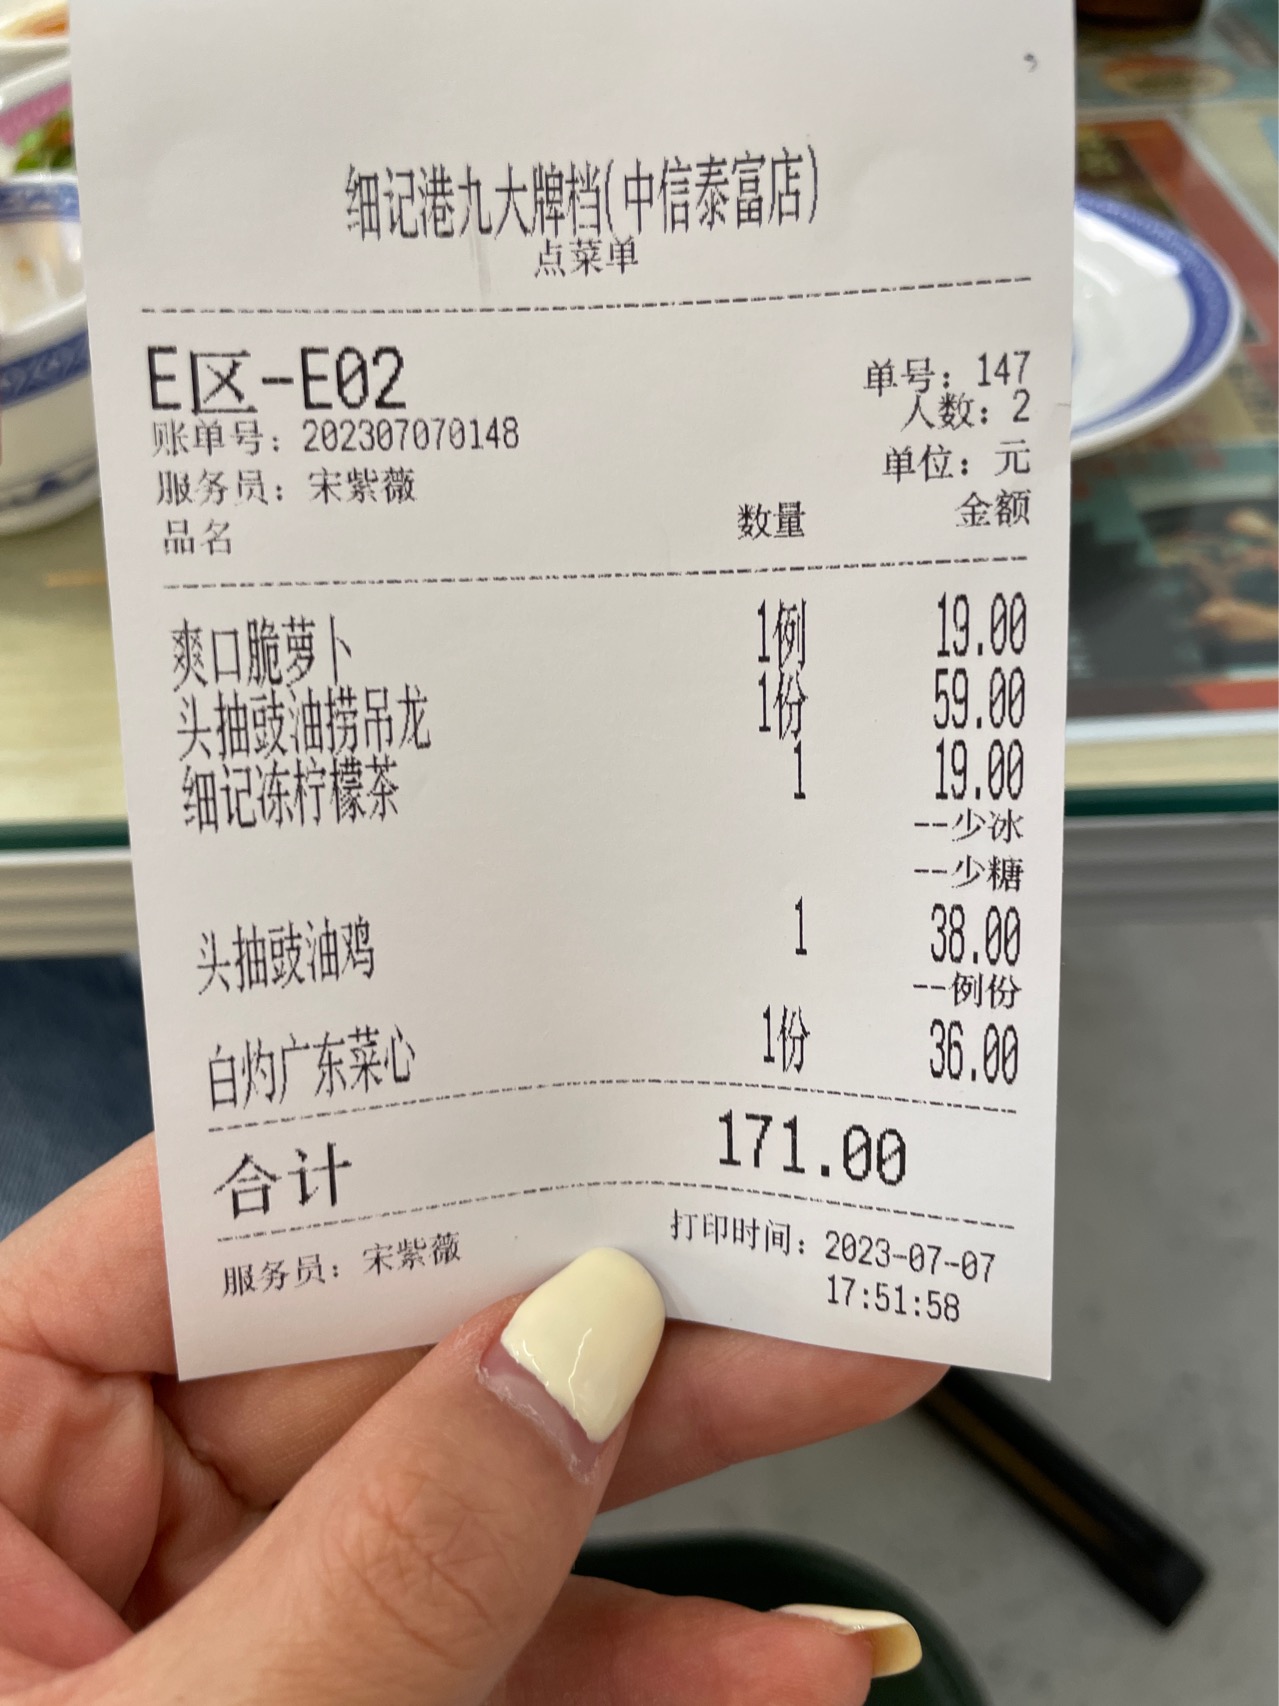 细记港九大牌档(中信泰富店)
点菜单
E区-E02
单号：147
人数：2
账单号：202307070148
单位：元
服务员：宋紫薇
品名 数量 金额
爽口脆萝卜 1例 19.00
头抽豉油捞吊龙 1份 59.00
细记冻柠檬茶 1 19.00
--少冰
--少糖
头抽豉油鸡 1 38.00
--例份
白灼广东菜心 1份 36.00
合计 171.00
服务员：宋紫薇 打印时间：2023-07-07
17:51:58